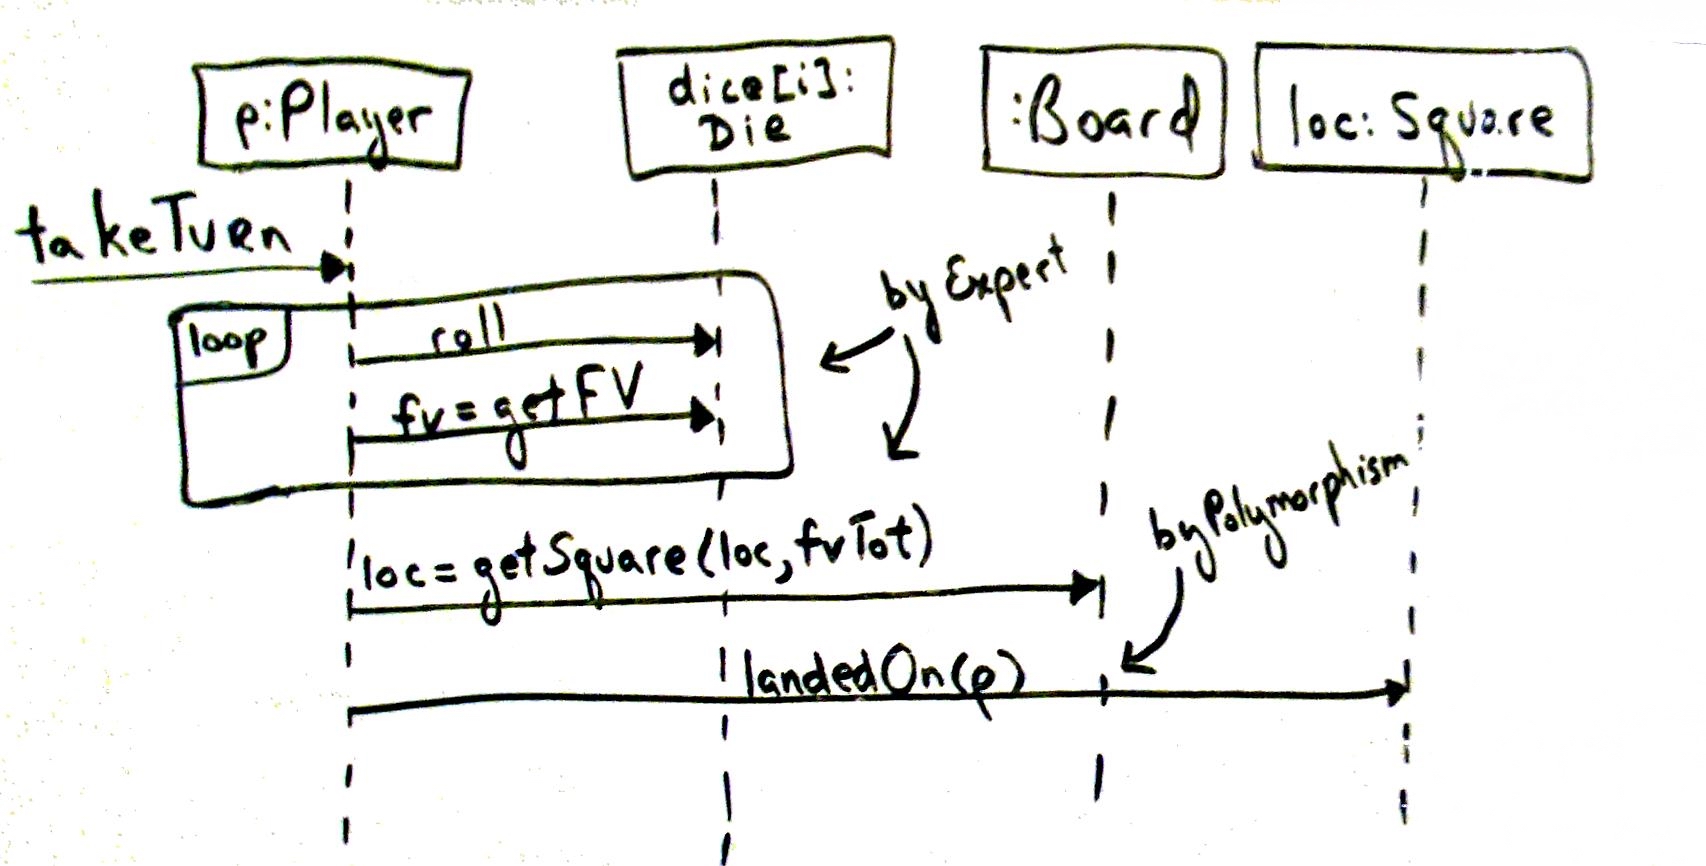 p:Player
dice[i]:
Die
:Board
loc: Square
takeTurn
by Expert
loop
roll
fv = getFV
by Polymorphism
loc = getSquare(loc, fvTot)
landedOn(p)